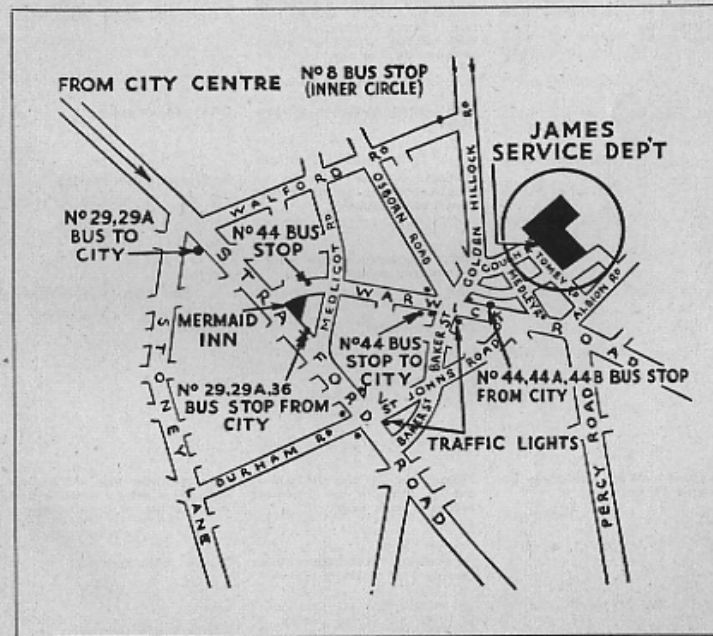 FROM CITY CENTRE
Nº 8 BUS STOP
(INNER CIRCLE)
JAMES
SERVICE DEP'T
WALFORD RD
OSBORN ROAD
GOLDEN HILLOCK RD
Nº 29,29A
BUS TO
CITY
Nº 44 BUS
STOP
MEDLICOT RD
MERMAID
INN
STRATFORD ROAD
WARWICK ROAD
MEDLEY RD
TOMEY RD
ALBION RD
STONEY LANE
Nº 29,29A,36
BUS STOP FROM
CITY
Nº 44 BUS
STOP TO
CITY
BAKER ST
ST JOHNS ROAD
Nº 44,44A,44B BUS STOP
FROM CITY
TRAFFIC LIGHTS
BAKER ST
DURHAM RD
PERCY ROAD